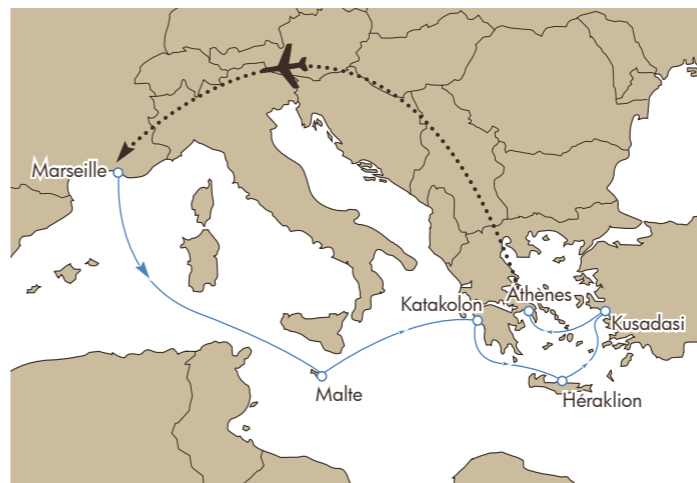 Marseille
Katakolon
Athènes
Kusadasi
Malte
Héraklion